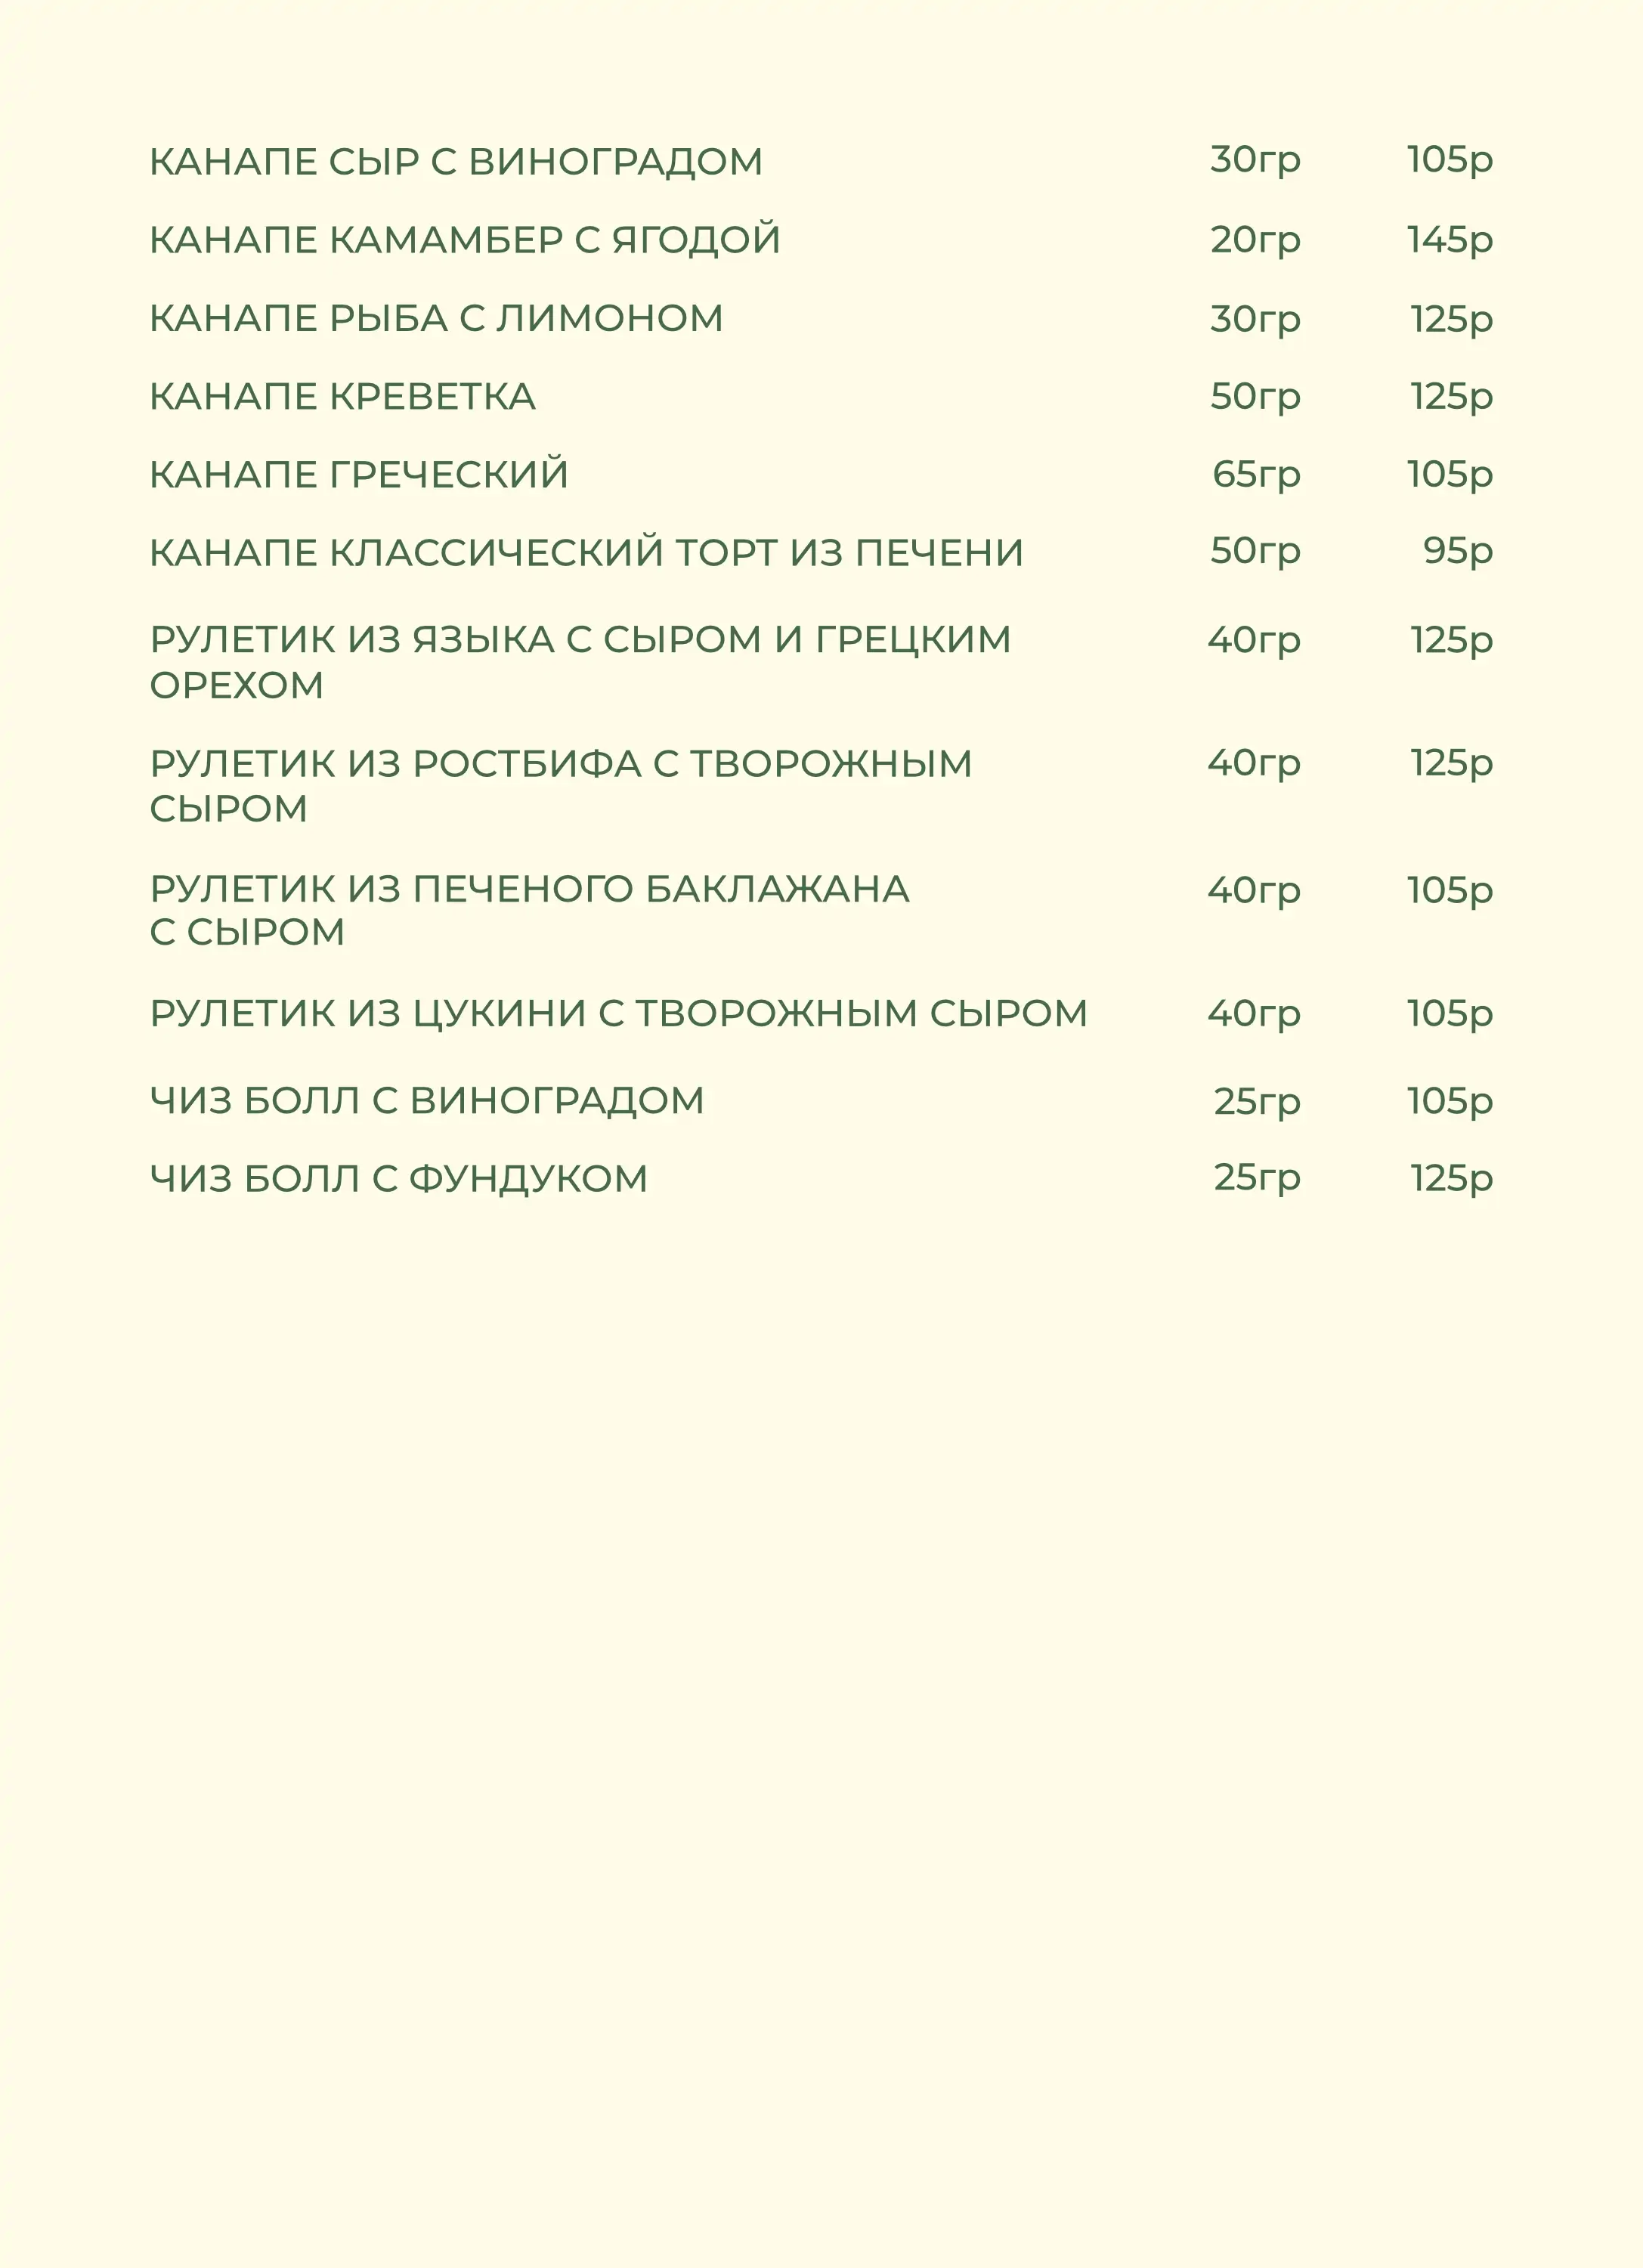 КАНАПЕ СЫР С ВИНОГРАДОМ 30гр 105р
КАНАПЕ КАМАМБЕР С ЯГОДОЙ 20гр 145р
КАНАПЕ РЫБА С ЛИМОНОМ 30гр 125р
КАНАПЕ КРЕВЕТКА 50гр 125р
КАНАПЕ ГРЕЧЕСКИЙ 65гр 105р
КАНАПЕ КЛАССИЧЕСКИЙ ТОРТ ИЗ ПЕЧЕНИ 50гр 95р
РУЛЕТИК ИЗ ЯЗЫКА С СЫРОМ И ГРЕЦКИМ 40гр 125р
ОРЕХОМ
РУЛЕТИК ИЗ РОСТБИФА С ТВОРОЖНЫМ 40гр 125р
СЫРОМ
РУЛЕТИК ИЗ ПЕЧЕНОГО БАКЛАЖАНА 40гр 105р
С СЫРОМ
РУЛЕТИК ИЗ ЦУКИНИ С ТВОРОЖНЫМ СЫРОМ 40гр 105р
ЧИЗ БОЛЛ С ВИНОГРАДОМ 25гр 105р
ЧИЗ БОЛЛ С ФУНДУКОМ 25гр 125р